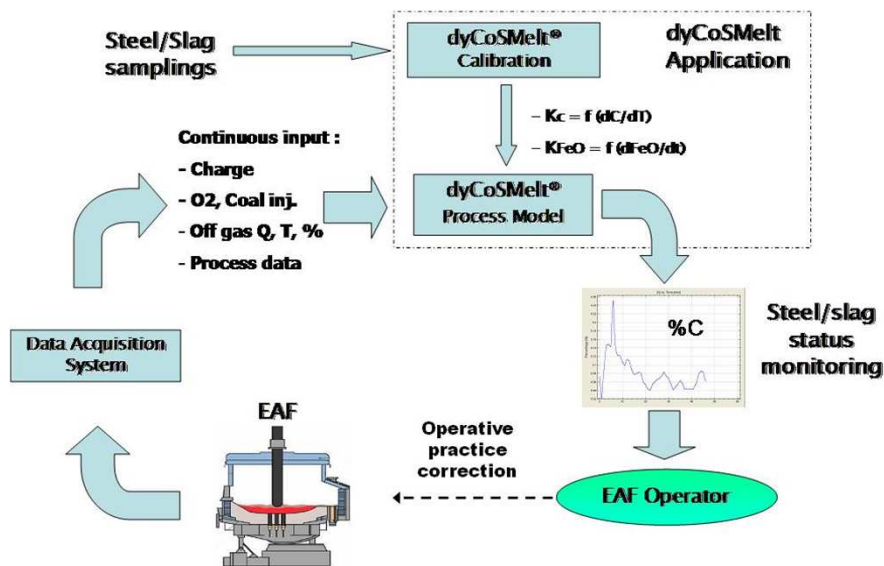 Steel/Slag
samplings
dyCoSMelt®
Calibration
dyCoSMelt
Application
- Kc = f (dC/dT)
- KFeO = f (dFeO/dt)
Continuous input :
- Charge
- O2, Coal inj.
- Off gas Q, T, %
- Process data
dyCoSMelt®
Process Model
%C
Steel/slag
status
monitoring
Data Acquisition
System
EAF
Operative
practice
correction
EAF Operator